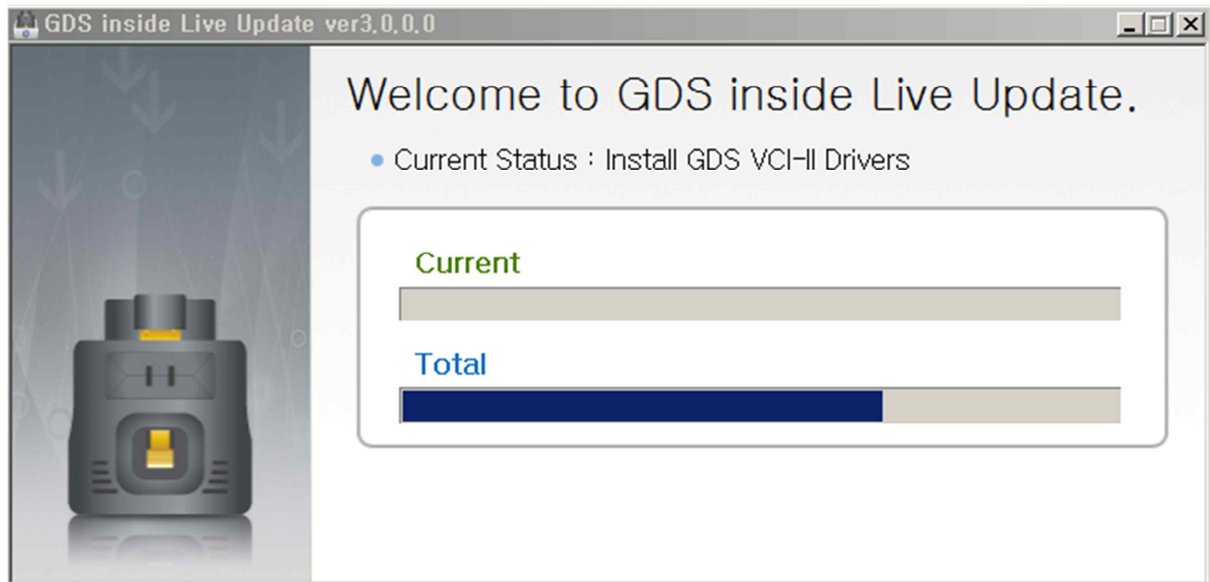 GDS inside Live Update ver3.0.0.0
Welcome to GDS inside Live Update.
Current Status : Install GDS VCI-II Drivers
Current
Total